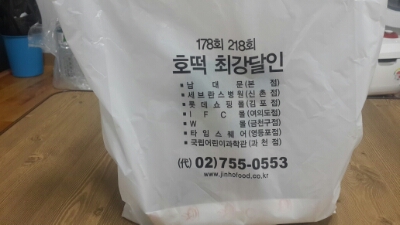 178회 218회
호떡 최강달인
■ 남대문(본점)
■ 세브란스병원(신촌점)
■ 롯데쇼핑몰(김포점)
■ IFC몰(여의도점)
■ W몰(금천구점)
■ 타임스퀘어(영등포점)
■ 국립어린이과학관(과천점)
(代) 02)755-0553
www.jinhofood.co.kr